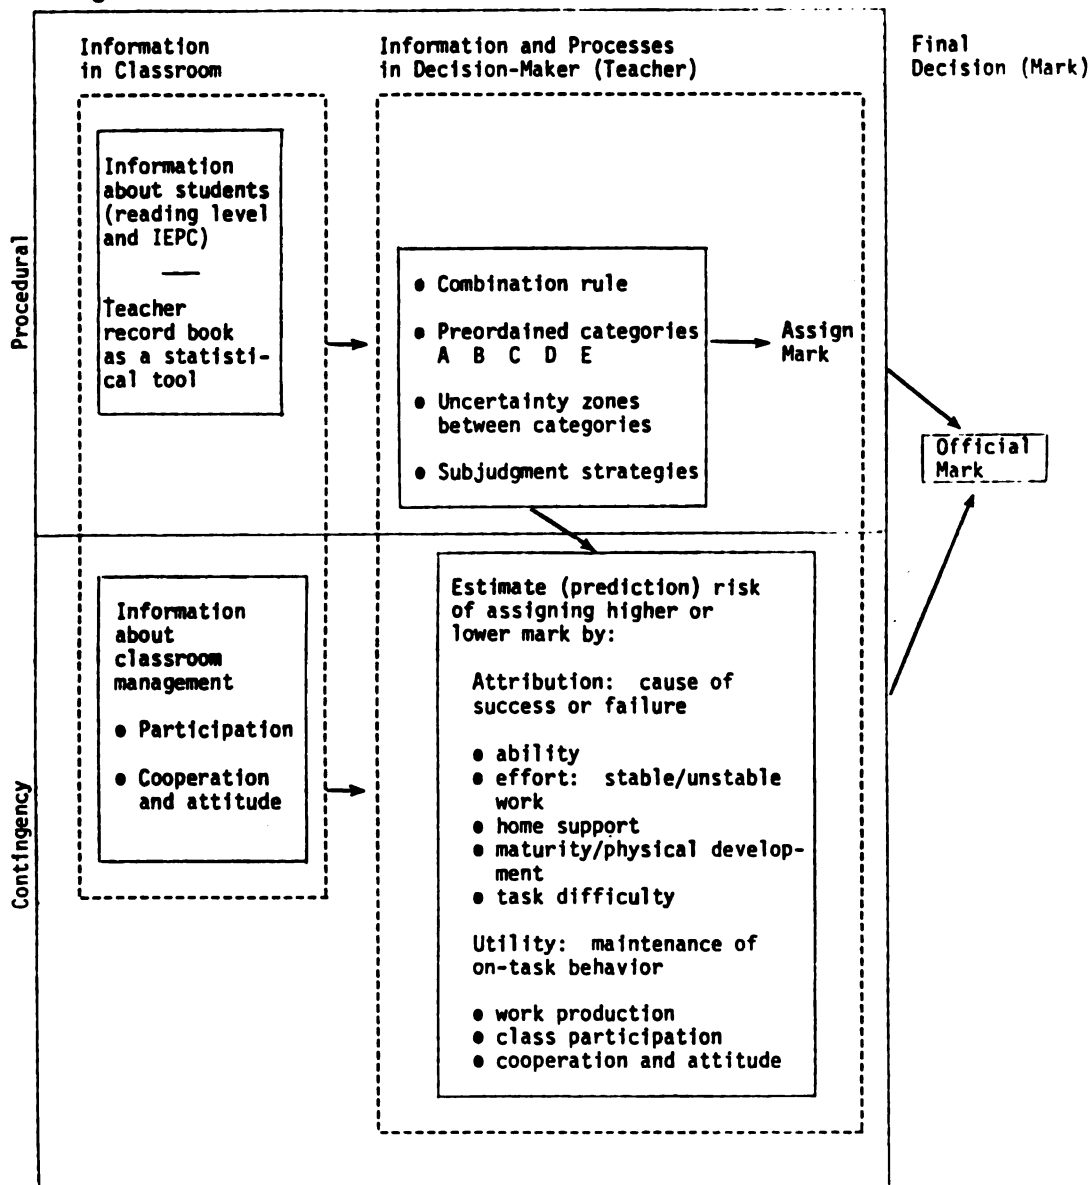 Information
in Classroom
Information and Processes
in Decision-Maker (Teacher)
Final
Decision (Mark)
Procedural
Information
about students
(reading level
and IEPC)
Teacher
record book
as a statisti-
cal tool
● Combination rule
● Preordained categories
A B C D E
● Uncertainty zones
between categories
● Subjudgment strategies
Assign
Mark
Official
Mark
Contingency
Information
about
classroom
management
● Participation
● Cooperation
and attitude
Estimate (prediction) risk
of assigning higher or
lower mark by:
Attribution: cause of
success or failure
● ability
● effort: stable/unstable
work
● home support
● maturity/physical develop-
ment
● task difficulty
Utility: maintenance of
on-task behavior
● work production
● class participation
● cooperation and attitude